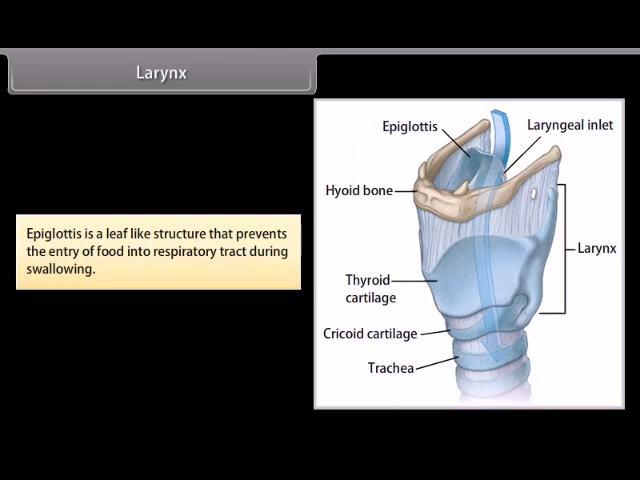 Larynx
Epiglottis is a leaf like structure that prevents
the entry of food into respiratory tract during
swallowing.
Epiglottis
Laryngeal inlet
Hyoid bone
Larynx
Thyroid
cartilage
Cricoid cartilage
Trachea